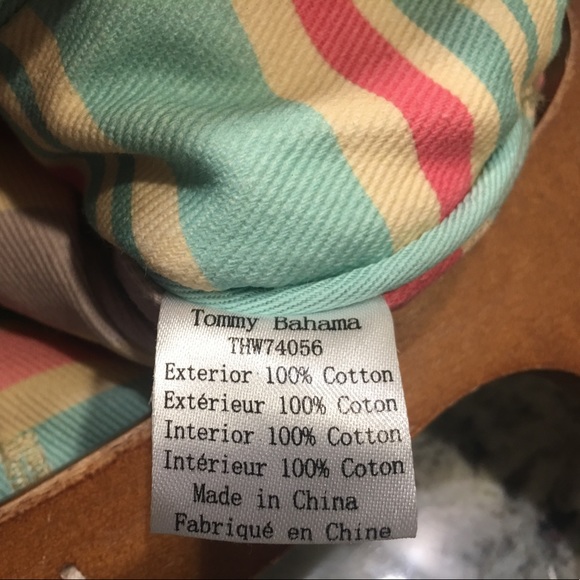 Tommy Bahama
THW74056
Exterior 100% Cotton
Extérieur 100% Coton
Interior 100% Cotton
Intérieur 100% Coton
Made in China
Fabriqué en Chine